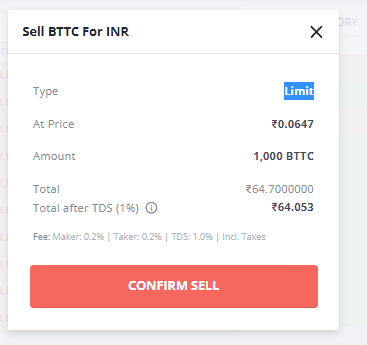 Sell BTTC For INR
DRY
Type Limit
At Price ₹0.0647
Amount 1,000 BTTC
Total ₹64.7000000
Total after TDS (1%) ₹64.053
Fee: Maker: 0.2% | Taker: 0.2% | TDS: 1.0% | Incl. Taxes
CONFIRM SELL